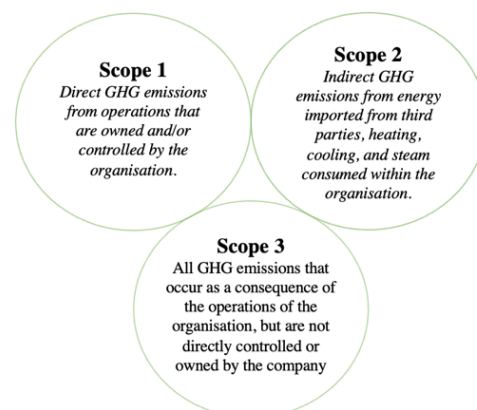 Scope 1
Direct GHG emissions
from operations that
are owned and/or
controlled by the
organisation.
Scope 2
Indirect GHG
emissions from energy
imported from third
parties, heating,
cooling, and steam
consumed within the
organisation.
Scope 3
All GHG emissions that
occur as a consequence of
the operations of the
organisation, but are not
directly controlled or
owned by the company